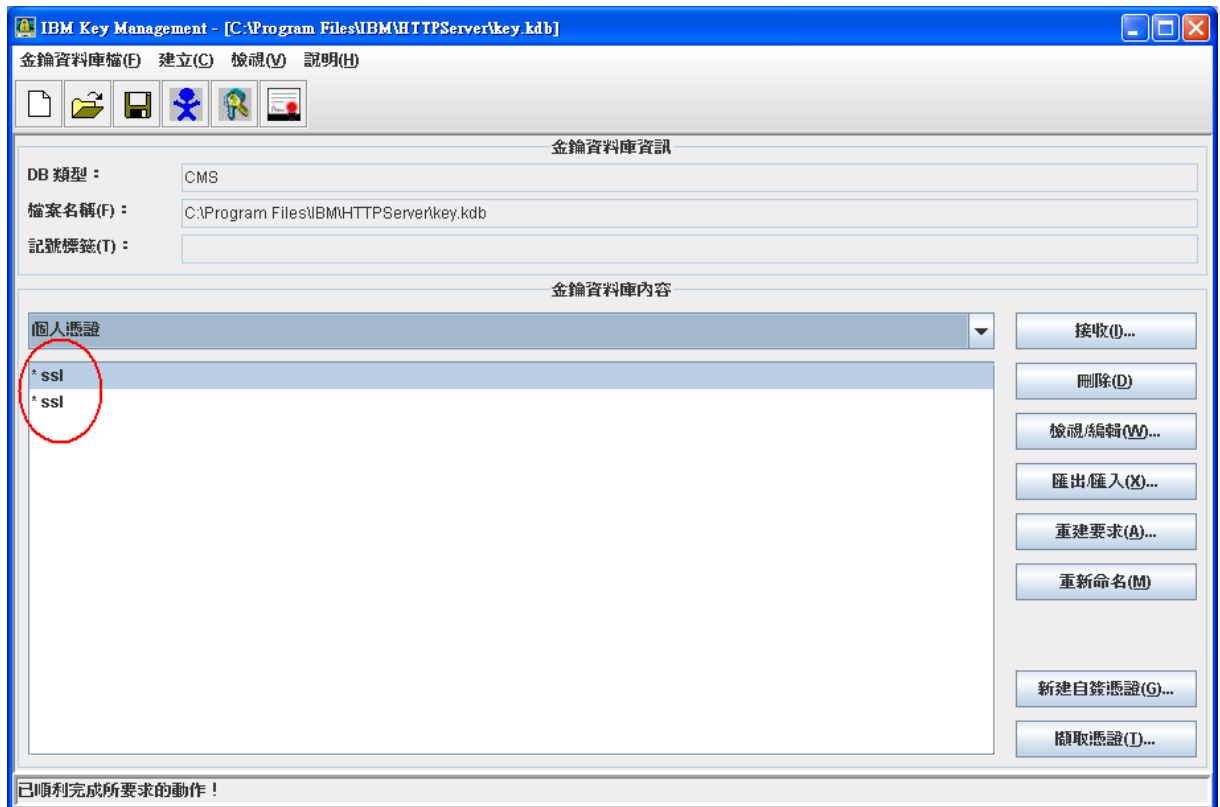 IBM Key Management - [C:\Program Files\IBM\HTTPServer\key.kdb]
金鑰資料庫檔(F) 建立(C) 檢視(V) 說明(H)
金鑰資料庫資訊
DB 類型：
CMS
檔案名稱(F)：
C:\Program Files\IBM\HTTPServer\key.kdb
記號標籤(T)：
金鑰資料庫內容
個人憑證
接收(I)...
* ssl
* ssl
刪除(D)
檢視/編輯(W)...
匯出/匯入(X)...
重建要求(A)...
重新命名(M)
新建自簽憑證(G)...
擷取憑證(T)...
已順利完成所要求的動作！